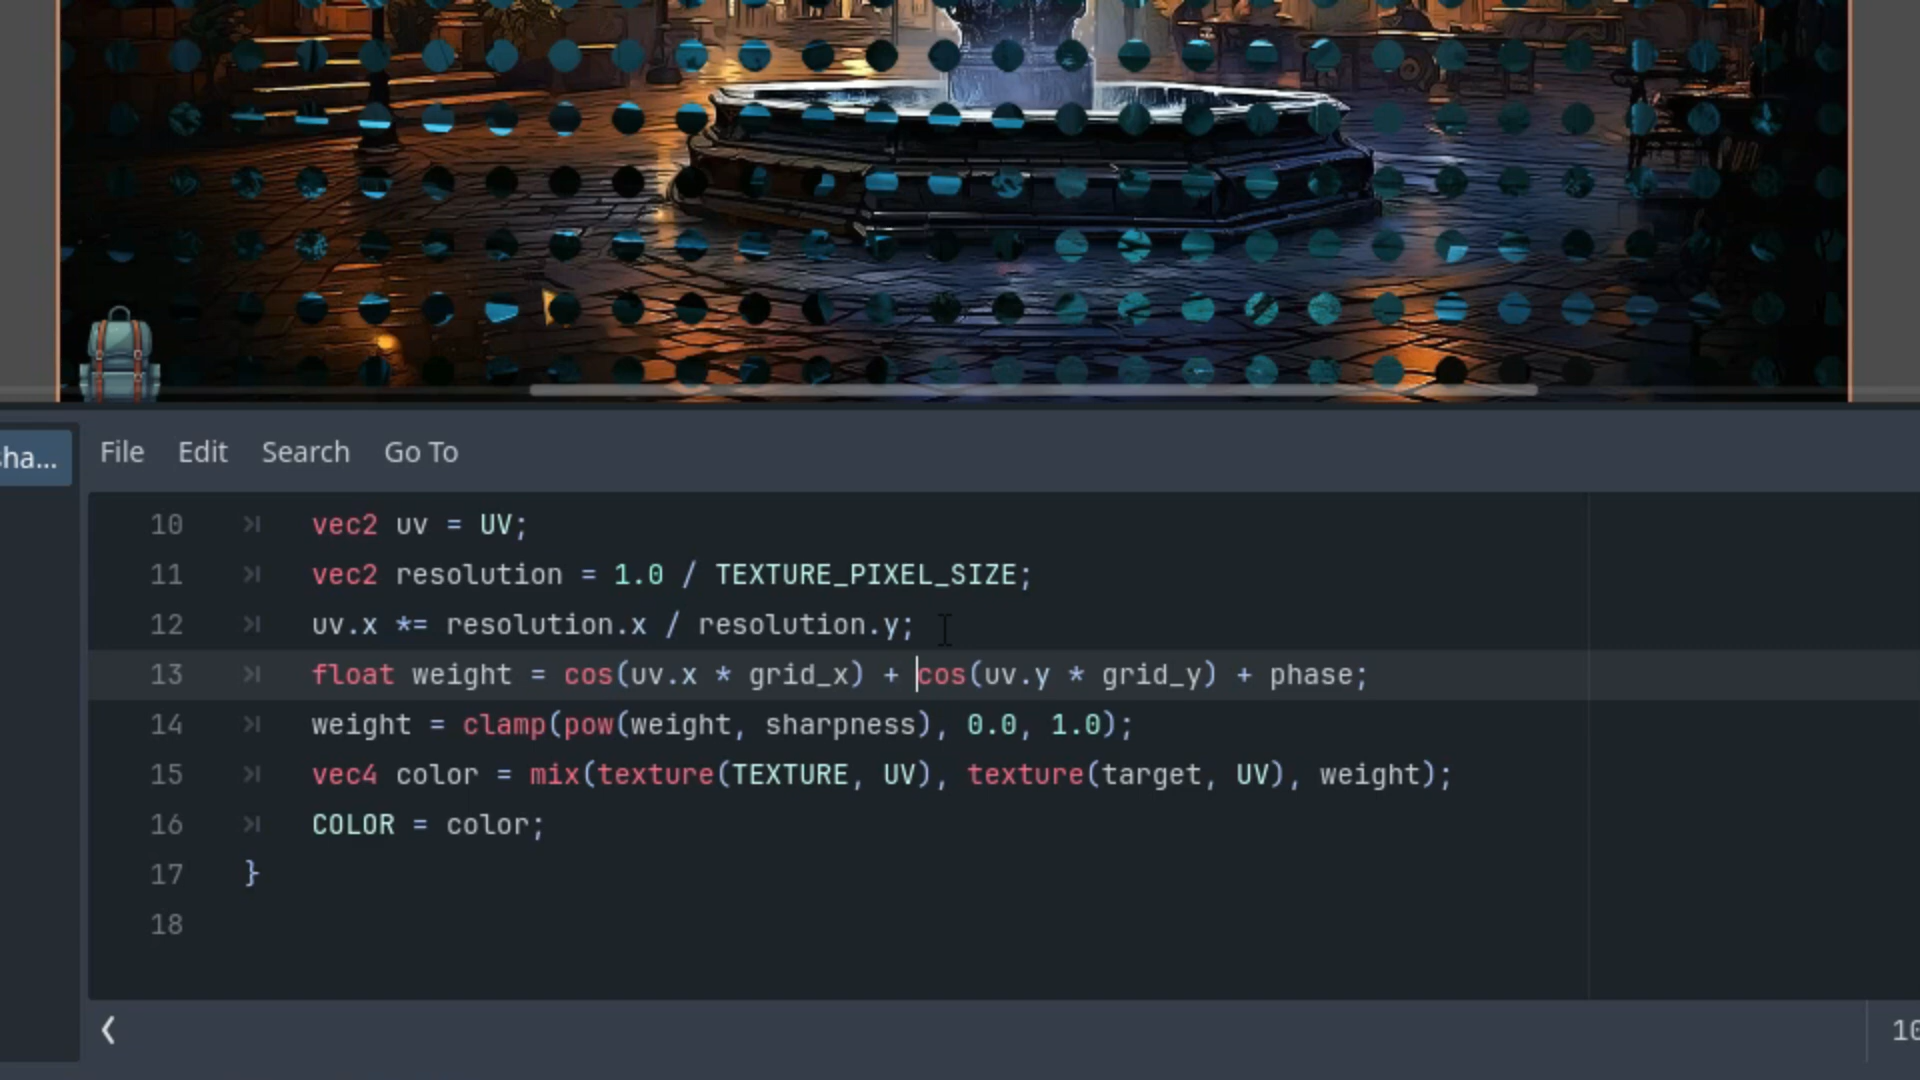 sha...
File Edit Search Go To
10 vec2 uv = UV;
11 vec2 resolution = 1.0 / TEXTURE_PIXEL_SIZE;
12 uv.x *= resolution.x / resolution.y;
13 float weight = cos(uv.x * grid_x) + cos(uv.y * grid_y) + phase;
14 weight = clamp(pow(weight, sharpness), 0.0, 1.0);
15 vec4 color = mix(texture(TEXTURE, UV), texture(target, UV), weight);
16 COLOR = color;
17 }
18